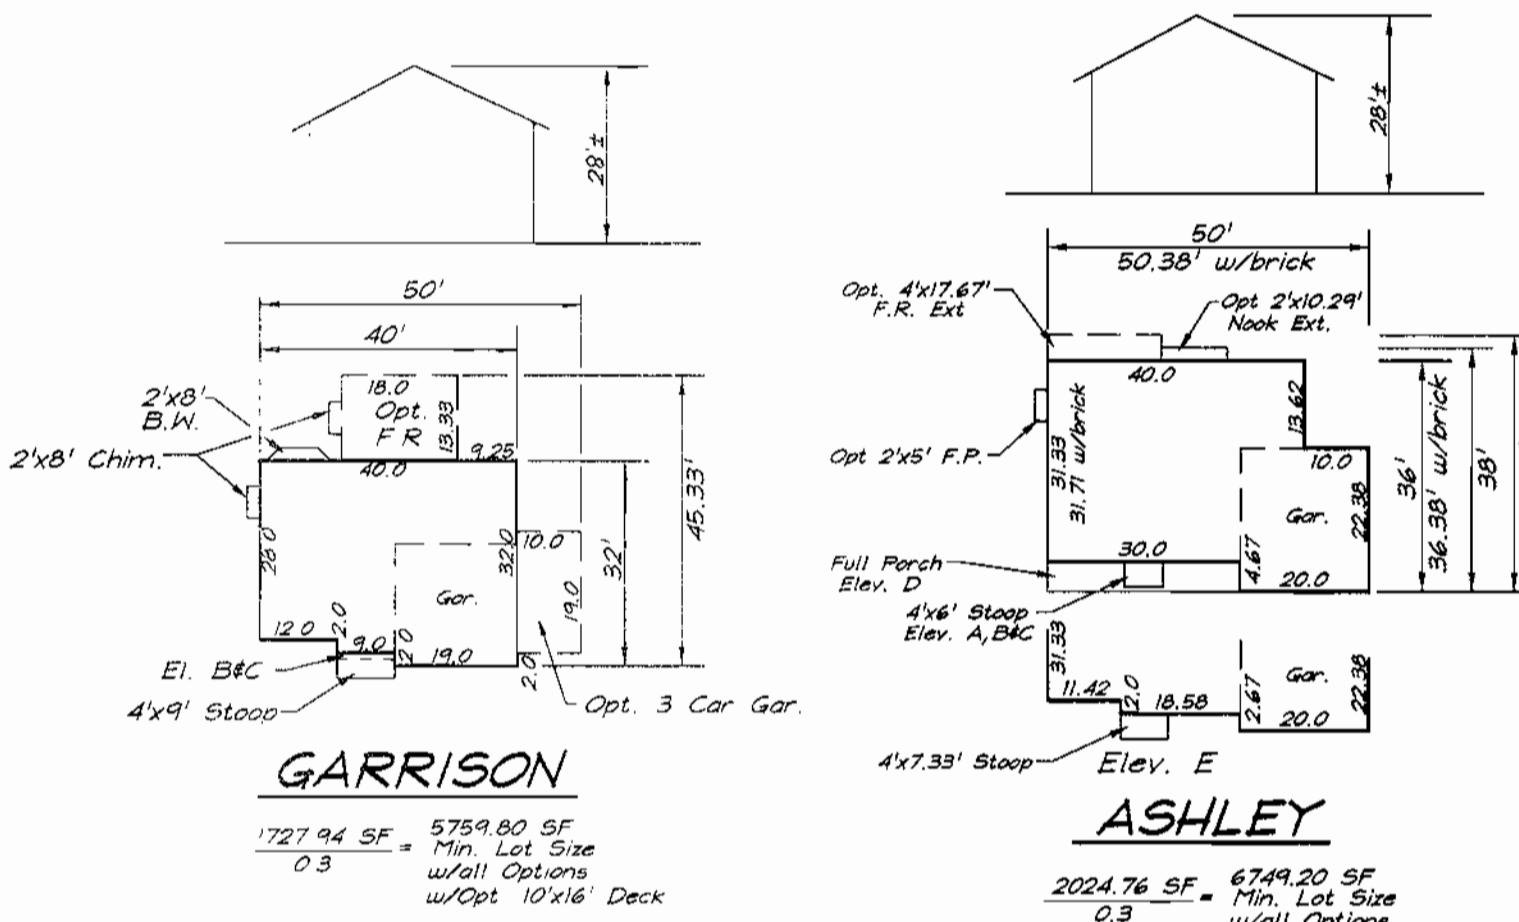 28'±
50'
40'
18.0
Opt.
F R
13.33
9.25
2'x8'
B.W.
2'x8' Chim.
40.0
45.33'
28.0
32.0
10.0
32'
Gar.
19.0
12.0
2.0
9.0
2.0
19.0
2.0
El. B&C
4'x9' Stoop
Opt. 3 Car Gar.
GARRISON
1727.94 SF
0.3
=
5759.80 SF
Min. Lot Size
w/all Options
w/Opt 10'x16' Deck
28'±
50'
50.38' w/brick
Opt. 4'x17.67'
F.R. Ext
Opt 2'x10.29'
Nook Ext.
40.0
13.62
Opt 2'x5' F.P.
31.33
31.71 w/brick
10.0
Gar.
22.38
36'
36.38' w/brick
38'
30.0
4.67
20.0
Full Porch
Elev. D
4'x6' Stoop
Elev. A,B&C
31.33
11.42
2.0
18.58
2.67
Gar.
22.38
20.0
4'x7.33' Stoop
Elev. E
ASHLEY
2024.76 SF
0.3
=
6749.20 SF
Min. Lot Size
w/all Options